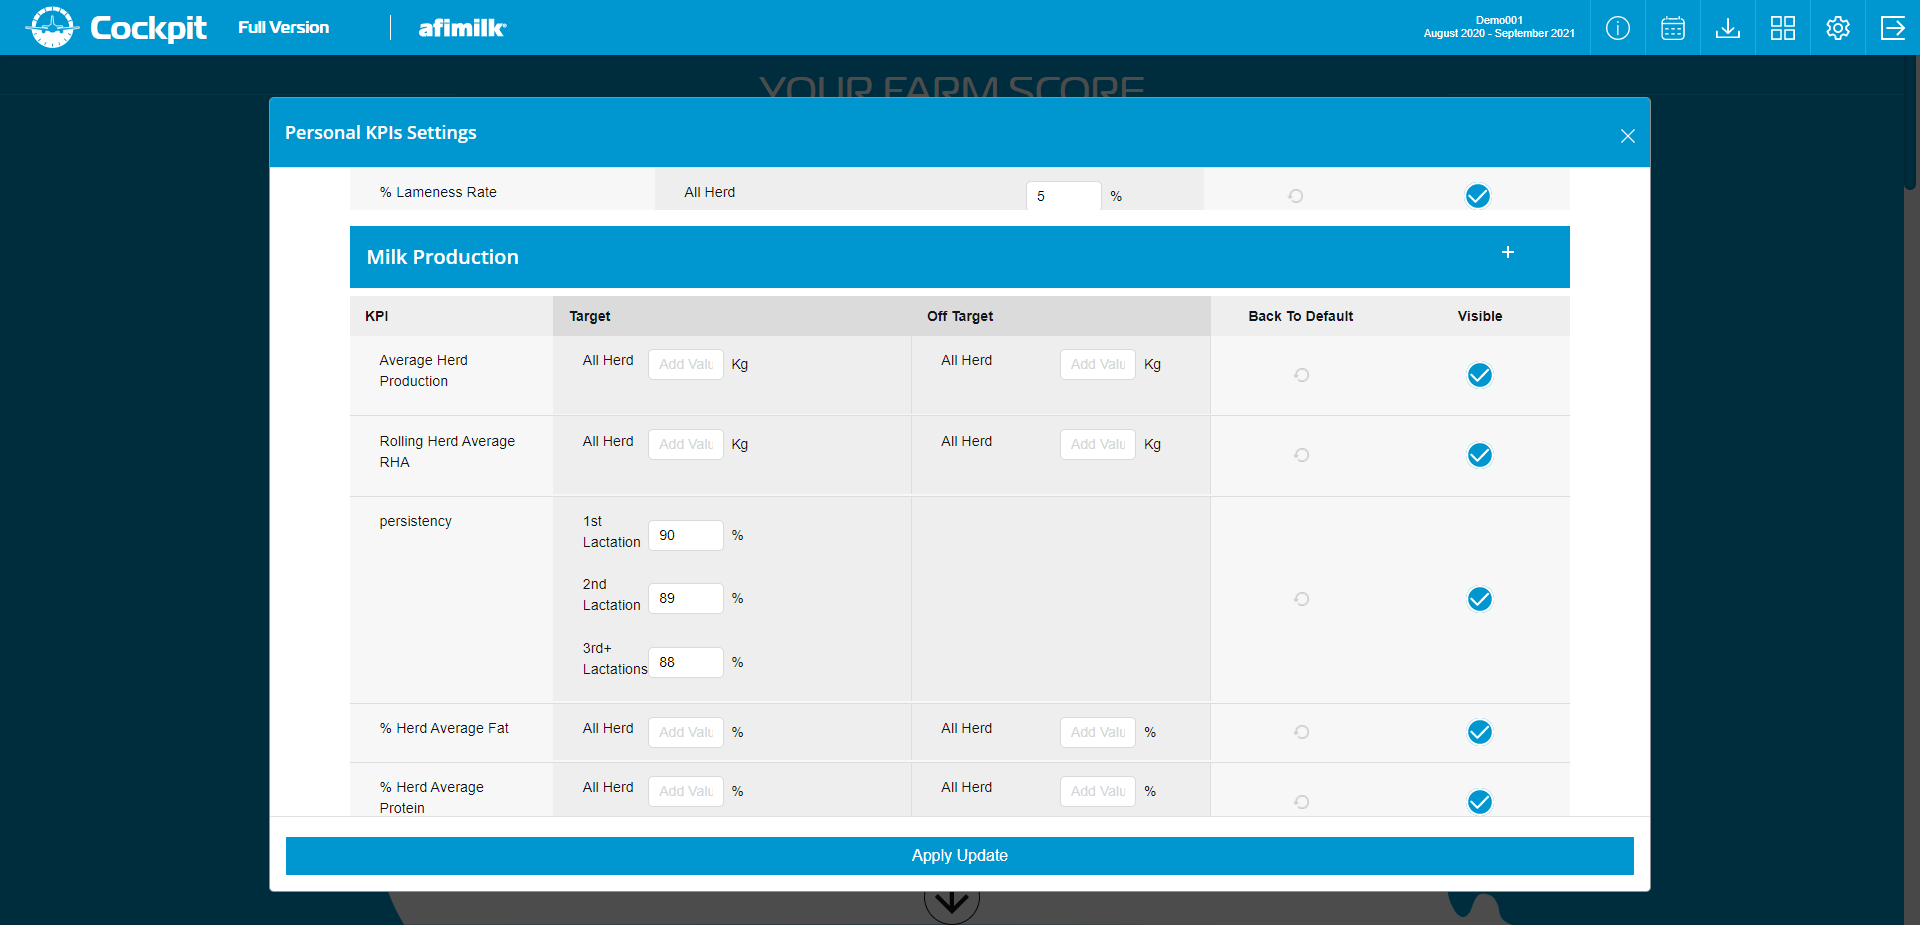 Cockpit Full Version afimilk
Demo001
August 2020 - September 2021
YOUR FARM SCORE
Personal KPIs Settings
% Lameness Rate All Herd 5 %
Milk Production +
KPI Target Off Target Back To Default Visible
Average Herd
Production
All Herd Add Valu Kg All Herd Add Valu Kg
Rolling Herd Average
RHA
All Herd Add Valu Kg All Herd Add Valu Kg
persistency
1st
Lactation 90 %
2nd
Lactation 89 %
3rd+
Lactations 88 %
% Herd Average Fat All Herd Add Valu % All Herd Add Valu %
% Herd Average
Protein
All Herd Add Valu % All Herd Add Valu %
Apply Update